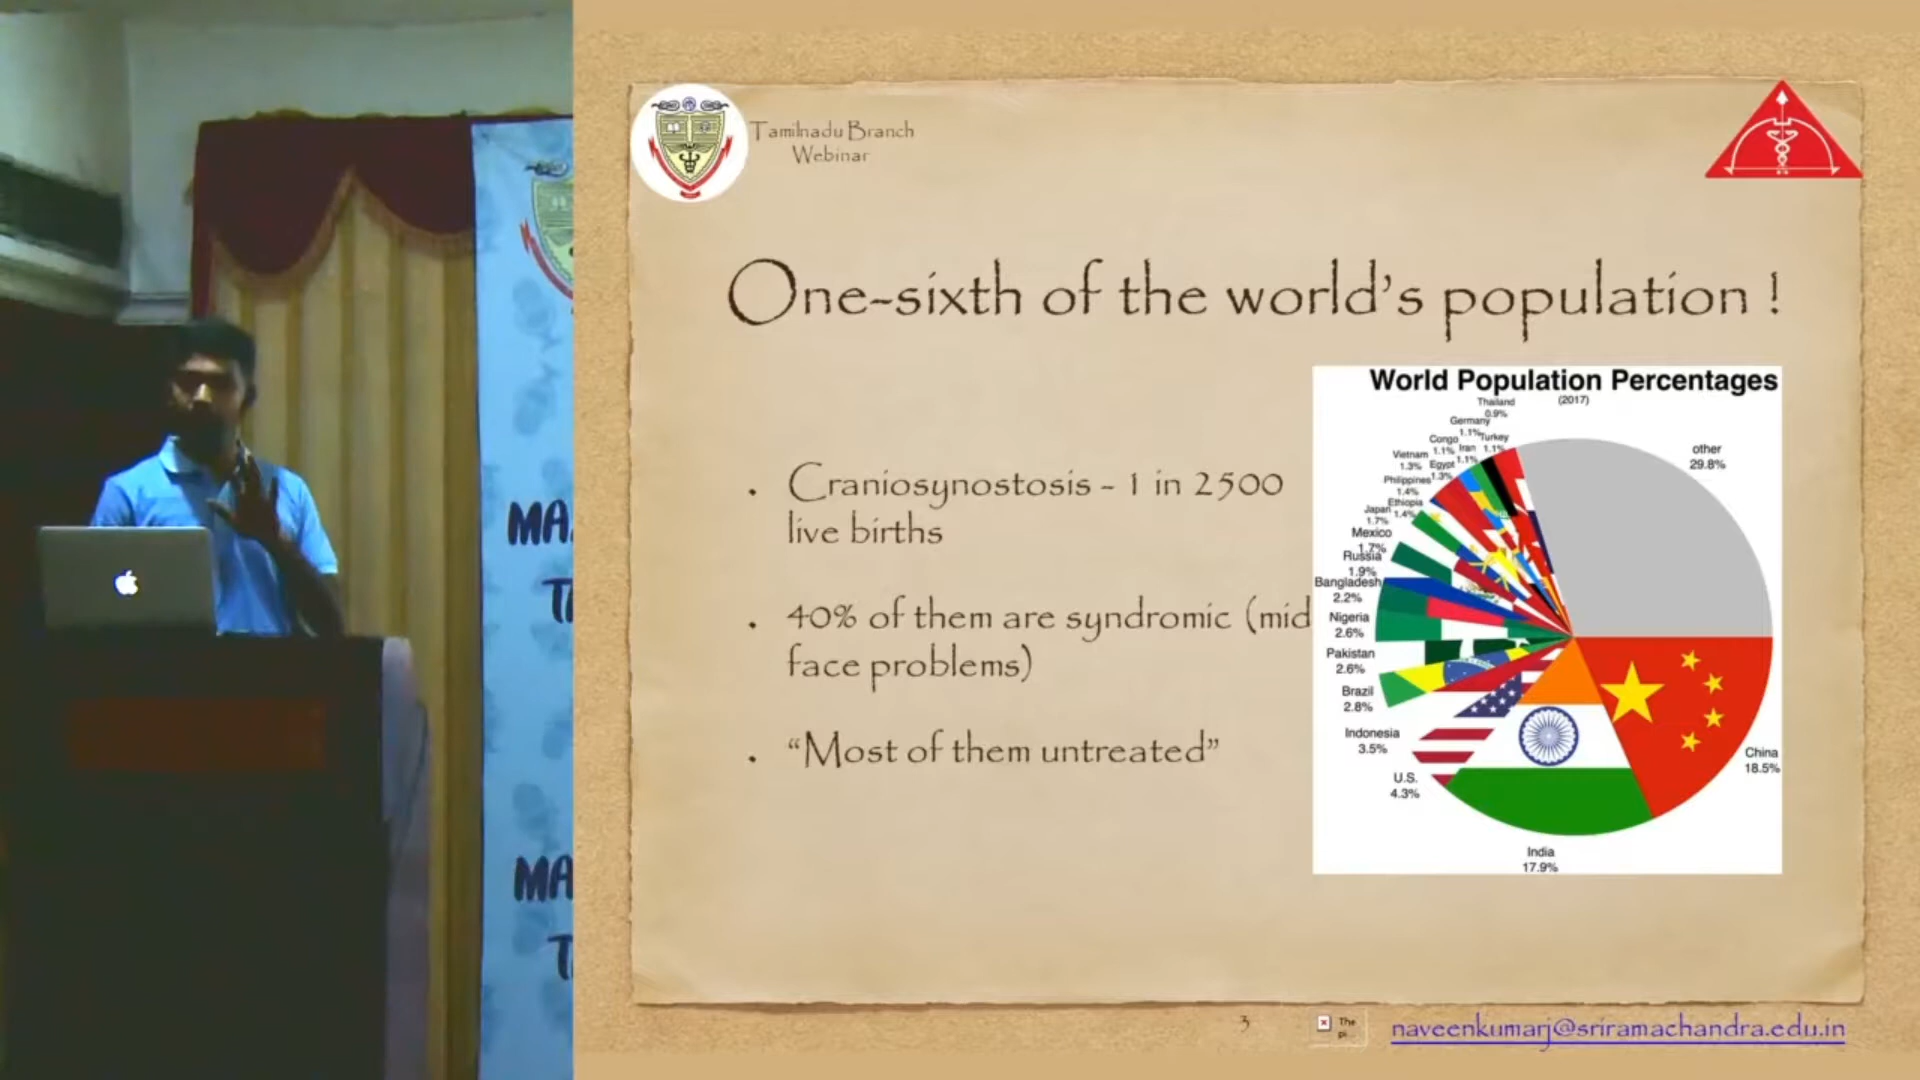 Tamilnadu Branch
Webinar
One-sixth of the world's population !
• Craniosynostosis - 1 in 2500
live births
• 40% of them are syndromic (mid
face problems)
• “Most of them untreated”
World Population Percentages
(2017)
Thailand
0.9%
Germany
1.1%
Turkey
1.1%
Congo
1.1%
Iran
1.1%
Vietnam
1.3%
Egypt
1.3%
Philippines
1.4%
Ethiopia
1.4%
Japan
1.7%
Mexico
1.7%
Russia
1.9%
Bangladesh
2.2%
Nigeria
2.6%
Pakistan
2.6%
Brazil
2.8%
Indonesia
3.5%
U.S.
4.3%
India
17.9%
China
18.5%
other
29.8%
3
The
pi...
naveenkumarj@sriramachandra.edu.in
MA
T
MA
T